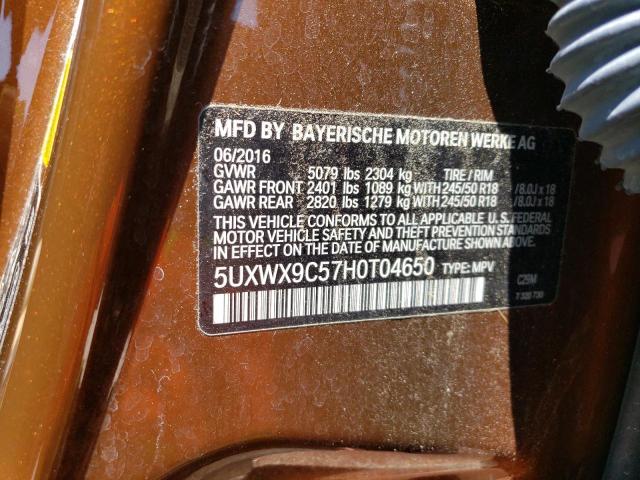 MFD BY BAYERISCHE MOTOREN WERKE AG
06/2016
GVWR 5079 lbs 2304 kg TIRE / RIM
GAWR FRONT 2401 lbs 1089 kg WITH 245/50 R18 / 8.0J x 18
GAWR REAR 2820 lbs 1279 kg WITH 245/50 R18 / 8.0J x 18
THIS VEHICLE CONFORMS TO ALL APPLICABLE U.S. FEDERAL
MOTOR VEHICLE SAFETY AND THEFT PREVENTION STANDARDS
IN EFFECT ON THE DATE OF MANUFACTURE SHOWN ABOVE.
5UXWX9C57H0T04650 TYPE: MPV
C29M
7 320 730